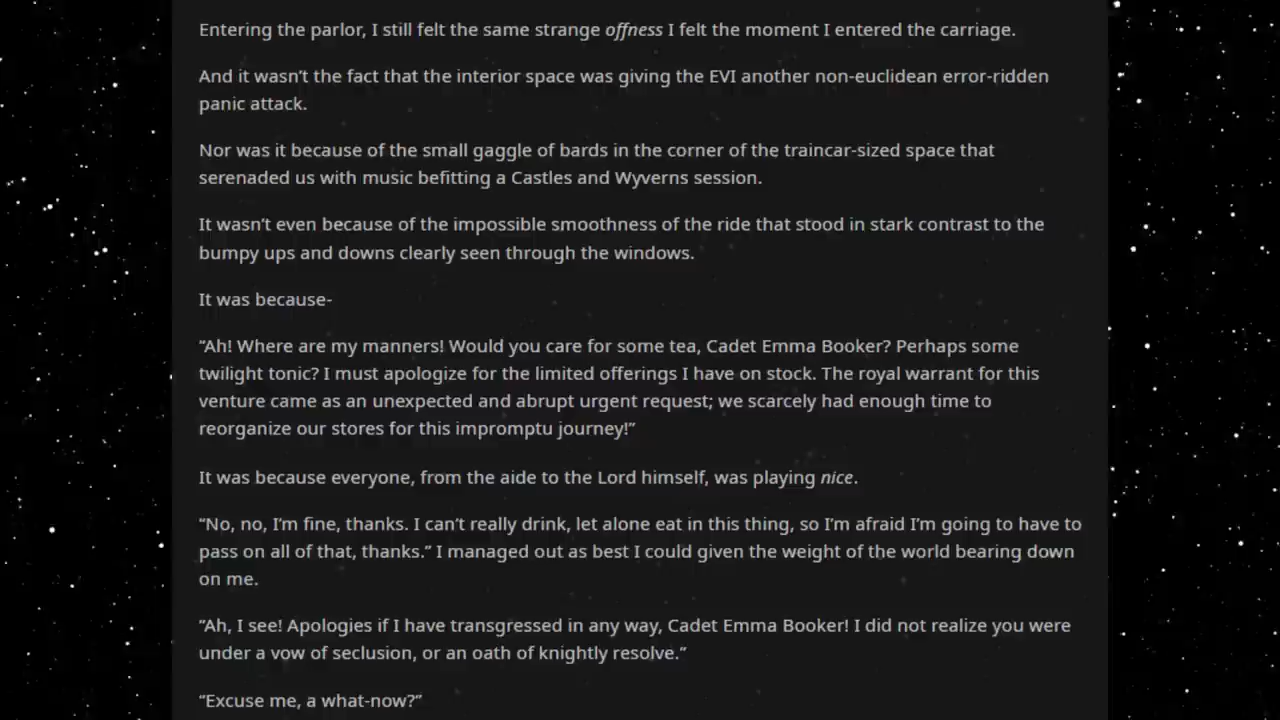 Entering the parlor, I still felt the same strange offness I felt the moment I entered the carriage.
And it wasn’t the fact that the interior space was giving the EVI another non-euclidean error-ridden
panic attack.
Nor was it because of the small gaggle of bards in the corner of the traincar-sized space that
serenaded us with music befitting a Castles and Wyverns session.
It wasn’t even because of the impossible smoothness of the ride that stood in stark contrast to the
bumpy ups and downs clearly seen through the windows.
It was because-
“Ah! Where are my manners! Would you care for some tea, Cadet Emma Booker? Perhaps some
twilight tonic? I must apologize for the limited offerings I have on stock. The royal warrant for this
venture came as an unexpected and abrupt urgent request; we scarcely had enough time to
reorganize our stores for this impromptu journey!”
It was because everyone, from the aide to the Lord himself, was playing nice.
“No, no, I’m fine, thanks. I can’t really drink, let alone eat in this thing, so I’m afraid I’m going to have to
pass on all of that, thanks.” I managed out as best I could given the weight of the world bearing down
on me.
“Ah, I see! Apologies if I have transgressed in any way, Cadet Emma Booker! I did not realize you were
under a vow of seclusion, or an oath of knightly resolve.”
“Excuse me, a what-now?”